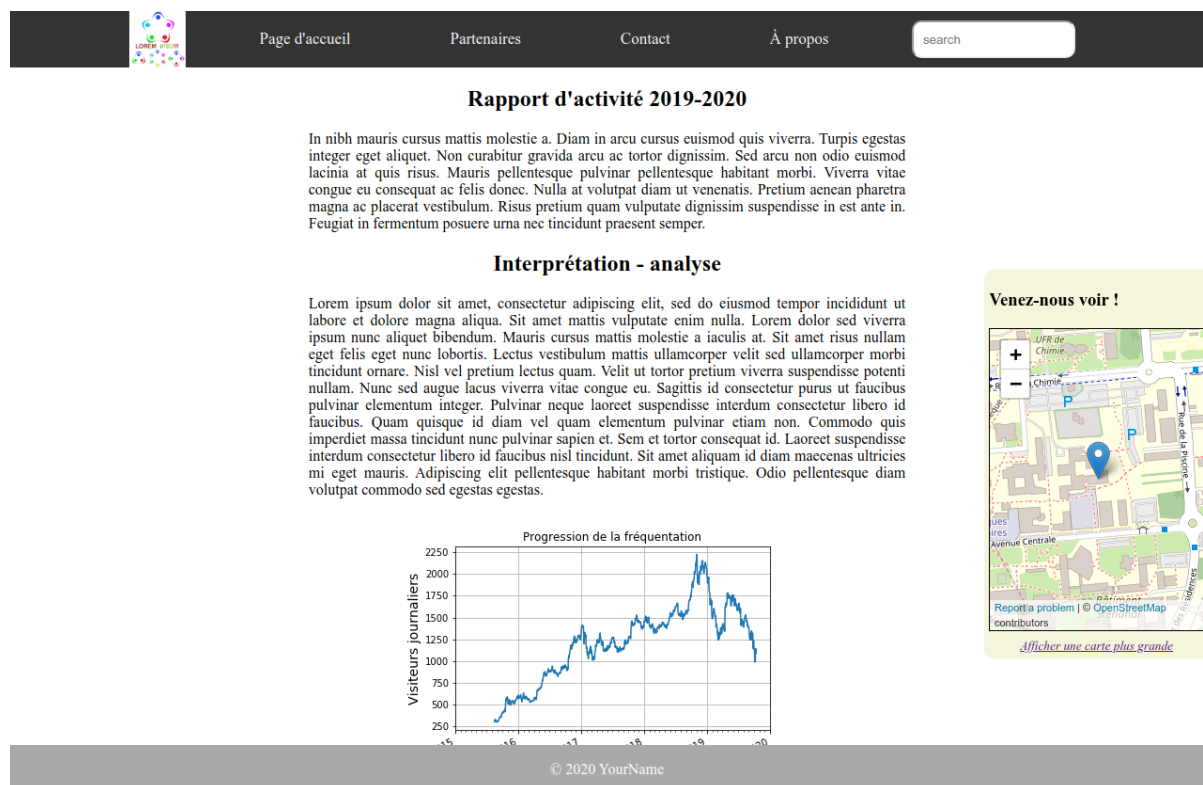 LOREM IPSUM
Page d'accueil
Partenaires
Contact
À propos
search
Rapport d'activité 2019-2020
In nibh mauris cursus mattis molestie a. Diam in arcu cursus euismod quis viverra. Turpis egestas
integer eget aliquet. Non curabitur gravida arcu ac tortor dignissim. Sed arcu non odio euismod
lacinia at quis risus. Mauris pellentesque pulvinar pellentesque habitant morbi. Viverra vitae
congue eu consequat ac felis donec. Nulla at volutpat diam ut venenatis. Pretium aenean pharetra
magna ac placerat vestibulum. Risus pretium quam vulputate dignissim suspendisse in est ante in.
Feugiat in fermentum posuere urna nec tincidunt praesent semper.
Interprétation - analyse
Lorem ipsum dolor sit amet, consectetur adipiscing elit, sed do eiusmod tempor incididunt ut
labore et dolore magna aliqua. Sit amet mattis vulputate enim nulla. Lorem dolor sed viverra
ipsum nunc aliquet bibendum. Mauris cursus mattis molestie a iaculis at. Sit amet risus nullam
eget felis eget nunc lobortis. Lectus vestibulum mattis ullamcorper velit sed ullamcorper morbi
tincidunt ornare. Nisl vel pretium lectus quam. Velit ut tortor pretium viverra suspendisse potenti
nullam. Nunc sed augue lacus viverra vitae congue eu. Sagittis id consectetur purus ut faucibus
pulvinar elementum integer. Pulvinar neque laoreet suspendisse interdum consectetur libero id
faucibus. Quam quisque id diam vel quam elementum pulvinar etiam non. Commodo quis
imperdiet massa tincidunt nunc pulvinar sapien et. Sem et tortor consequat id. Laoreet suspendisse
interdum consectetur libero id faucibus nisl tincidunt. Sit amet aliquam id diam maecenas ultricies
mi eget mauris. Adipiscing elit pellentesque habitant morbi tristique. Odio pellentesque diam
volutpat commodo sed egestas egestas.
Progression de la fréquentation
Visiteurs journaliers
2250
2000
1750
1500
1250
1000
750
500
250
Venez-nous voir !
+
−
UFR de
Chimie
la Chimie
P
P
Rue de la Piscine
Avenue Centrale
Bâtiment
Stendhal
des Résidences
Report a problem | © OpenStreetMap
contributors
Afficher une carte plus grande
© 2020 YourName